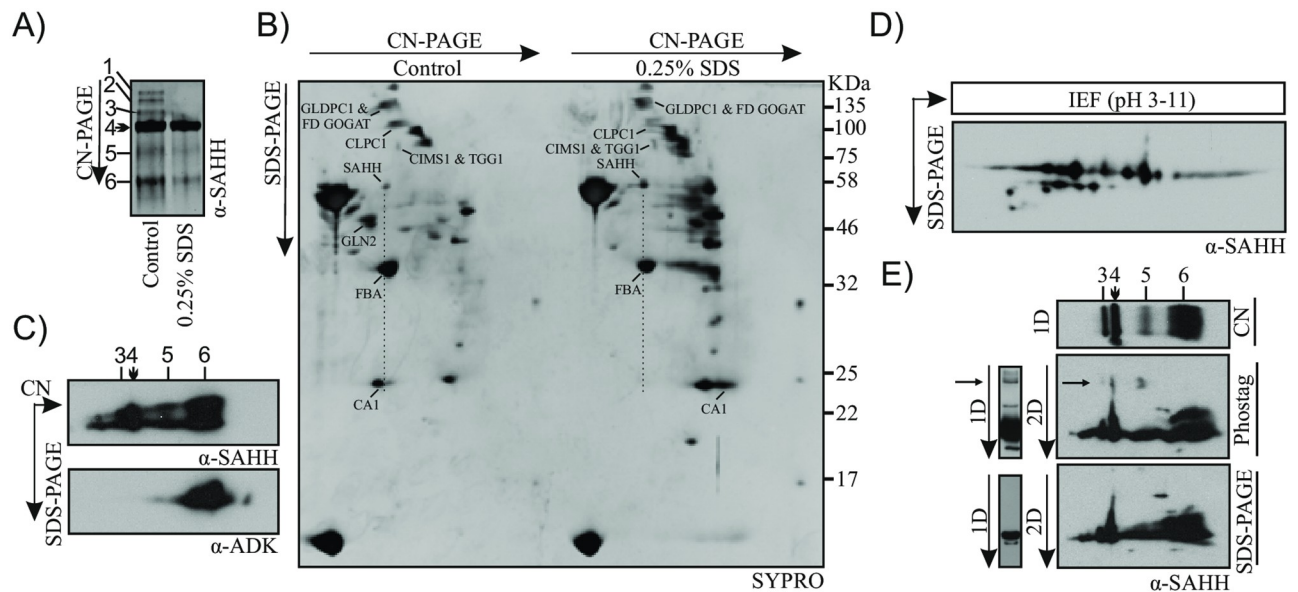 A)
1
2
3
4
5
6
CN-PAGE
α-SAHH
Control
0.25% SDS
B)
CN-PAGE
Control
CN-PAGE
0.25% SDS
SDS-PAGE
GLDPC1 &
FD GOGAT
CLPC1
CIMS1 & TGG1
SAHH
GLN2
FBA
CA1
GLDPC1 & FD GOGAT
CLPC1
CIMS1 & TGG1
SAHH
FBA
CA1
KDa
135
100
75
58
46
32
25
22
17
SYPRO
C)
34 5 6
CN
SDS-PAGE
α-SAHH
α-ADK
D)
IEF (pH 3-11)
SDS-PAGE
α-SAHH
E)
34 5 6
1D
CN
1D
2D
Phostag
1D
2D
SDS-PAGE
α-SAHH